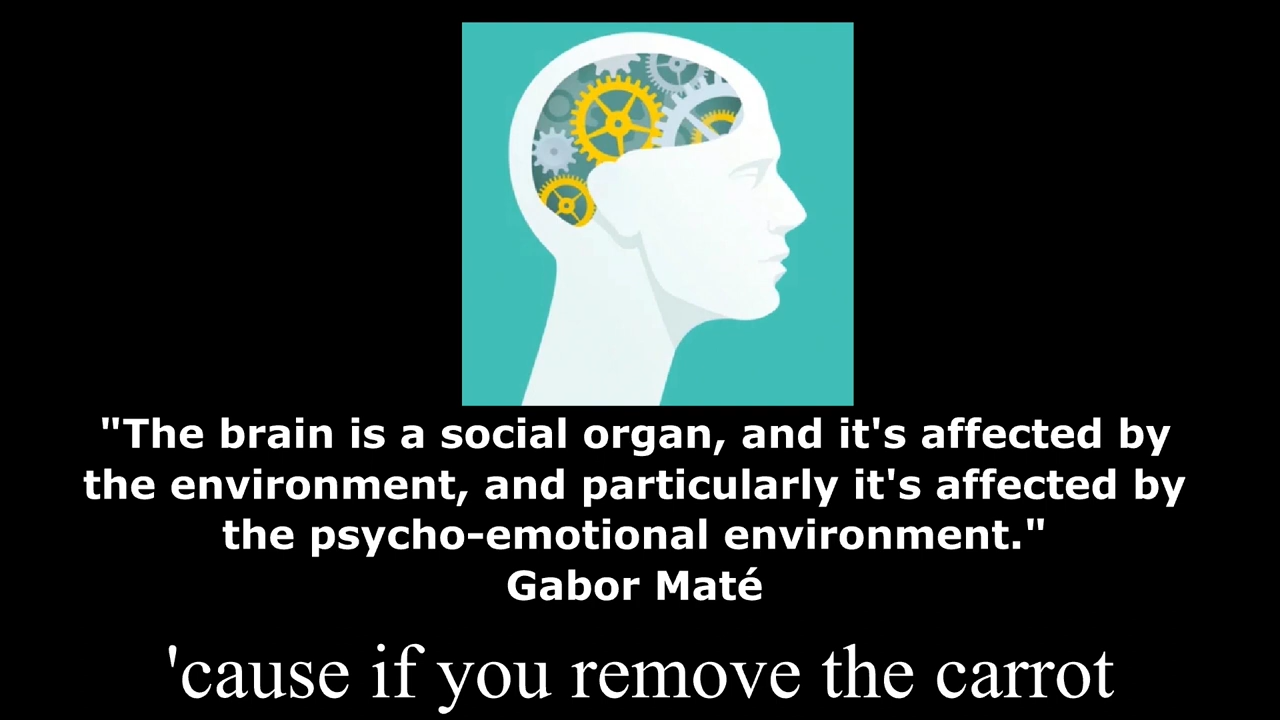 "The brain is a social organ, and it's affected by
the environment, and particularly it's affected by
the psycho-emotional environment."
Gabor Maté
'cause if you remove the carrot